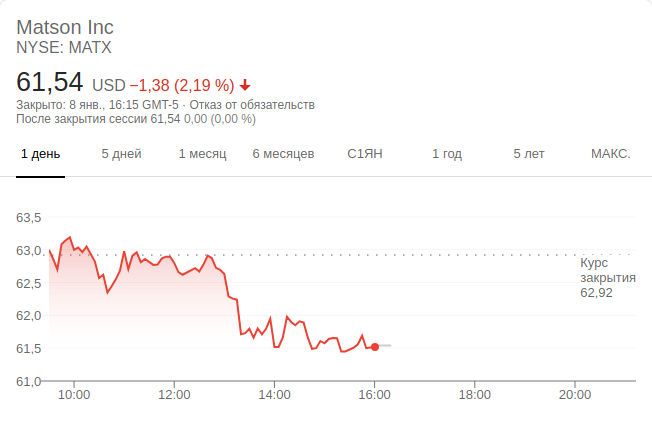 Matson Inc
NYSE: MATX
61,54 USD −1,38 (2,19 %)
Закрыто: 8 янв., 16:15 GMT-5 · Отказ от обязательств
После закрытия сессии 61,54 0,00 (0,00 %)
1 день 5 дней 1 месяц 6 месяцев С1ЯН 1 год 5 лет МАКС.
63,5
63,0
62,5
62,0
61,5
61,0
Курс
закрытия
62,92
10:00 12:00 14:00 16:00 18:00 20:00